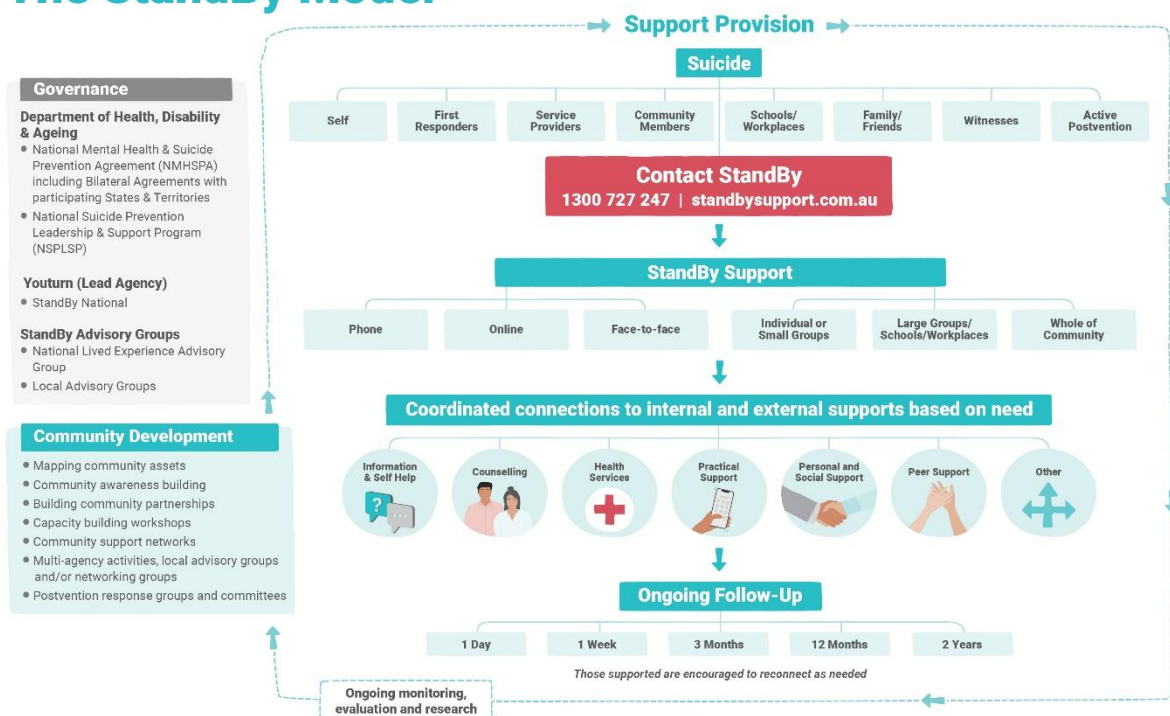 The StandBy Model
Support Provision
Governance
Department of Health, Disability
& Ageing
• National Mental Health & Suicide
Prevention Agreement (NMHSPA)
including Bilateral Agreements with
participating States & Territories
• National Suicide Prevention
Leadership & Support Program
(NSPLSP)
Youturn (Lead Agency)
• StandBy National
StandBy Advisory Groups
• National Lived Experience Advisory
Group
• Local Advisory Groups
Community Development
• Mapping community assets
• Community awareness building
• Building community partnerships
• Capacity building workshops
• Community support networks
• Multi-agency activities, local advisory groups
and/or networking groups
• Postvention response groups and committees
Suicide
Self
First
Responders
Service
Providers
Community
Members
Schools/
Workplaces
Family/
Friends
Witnesses
Active
Postvention
Contact StandBy
1300 727 247 | standbysupport.com.au
StandBy Support
Phone
Online
Face-to-face
Individual or
Small Groups
Large Groups/
Schools/Workplaces
Whole of
Community
Coordinated connections to internal and external supports based on need
Information
& Self Help
Counselling
Health
Services
Practical
Support
Personal and
Social Support
Peer Support
Other
Ongoing Follow-Up
1 Day
1 Week
3 Months
12 Months
2 Years
Those supported are encouraged to reconnect as needed
Ongoing monitoring,
evaluation and research